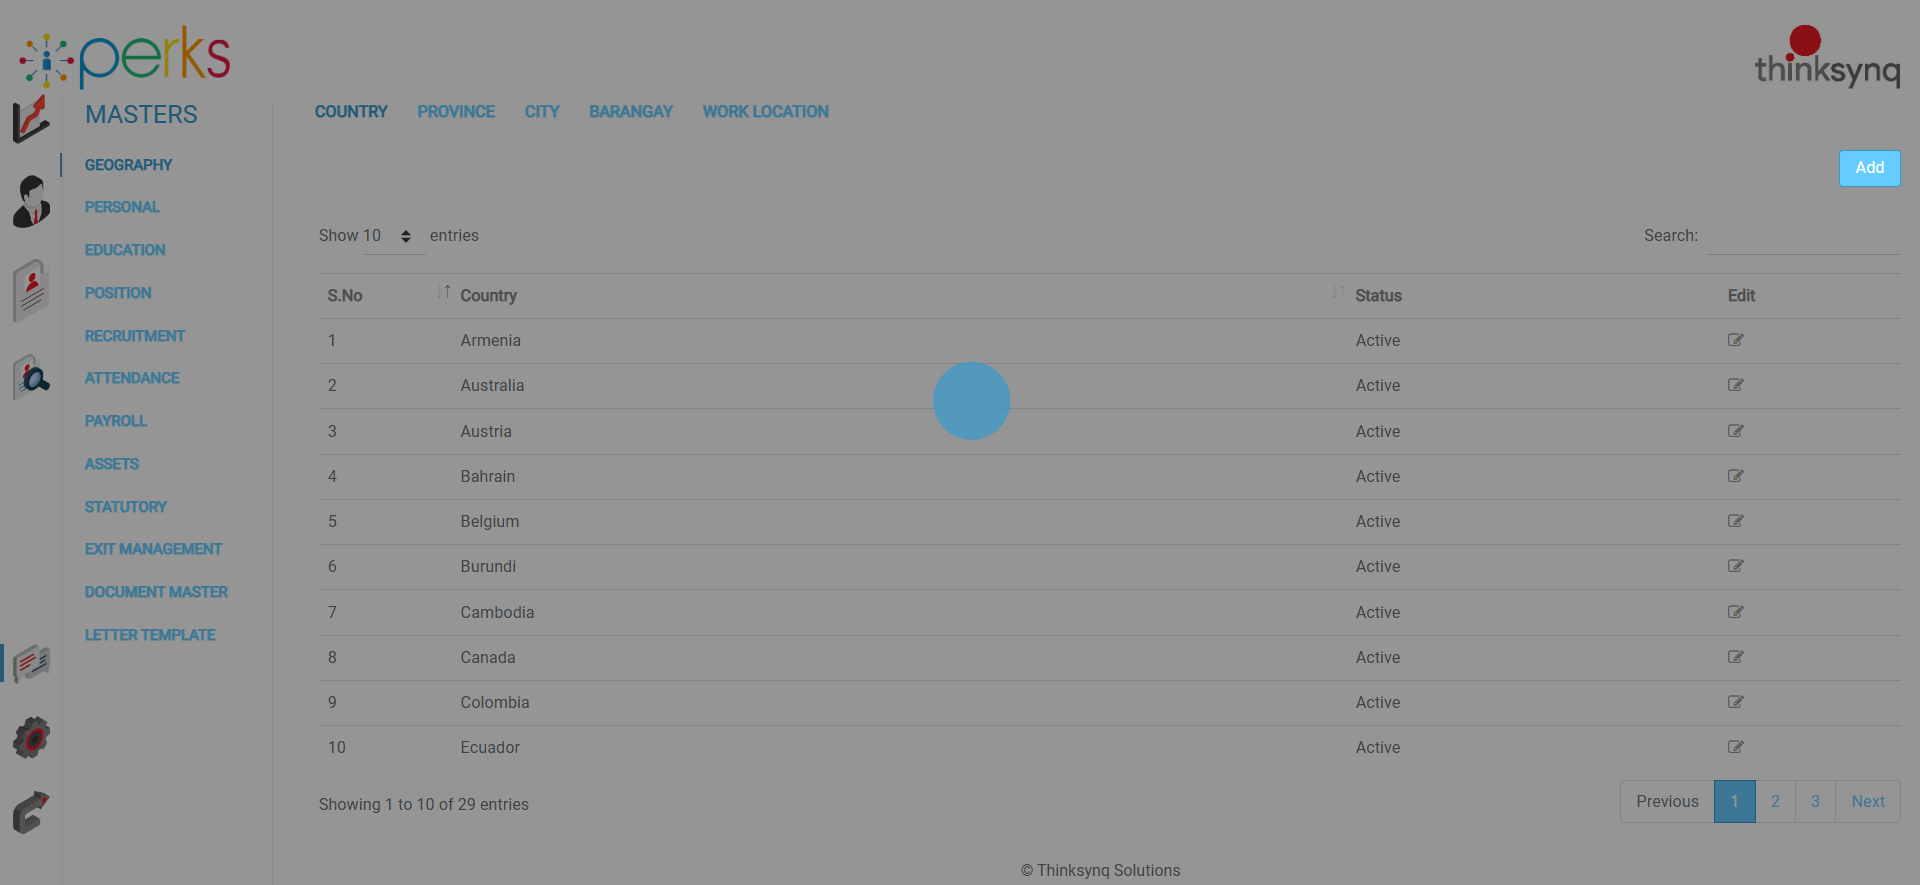 perks
thinksynq
MASTERS
COUNTRY PROVINCE CITY BARANGAY WORK LOCATION
GEOGRAPHY
PERSONAL
EDUCATION
POSITION
RECRUITMENT
ATTENDANCE
PAYROLL
ASSETS
STATUTORY
EXIT MANAGEMENT
DOCUMENT MASTER
LETTER TEMPLATE
Add
Show 10 entries
Search:
S.No Country Status Edit
1 Armenia Active
2 Australia Active
3 Austria Active
4 Bahrain Active
5 Belgium Active
6 Burundi Active
7 Cambodia Active
8 Canada Active
9 Colombia Active
10 Ecuador Active
Showing 1 to 10 of 29 entries
Previous 1 2 3 Next
© Thinksynq Solutions